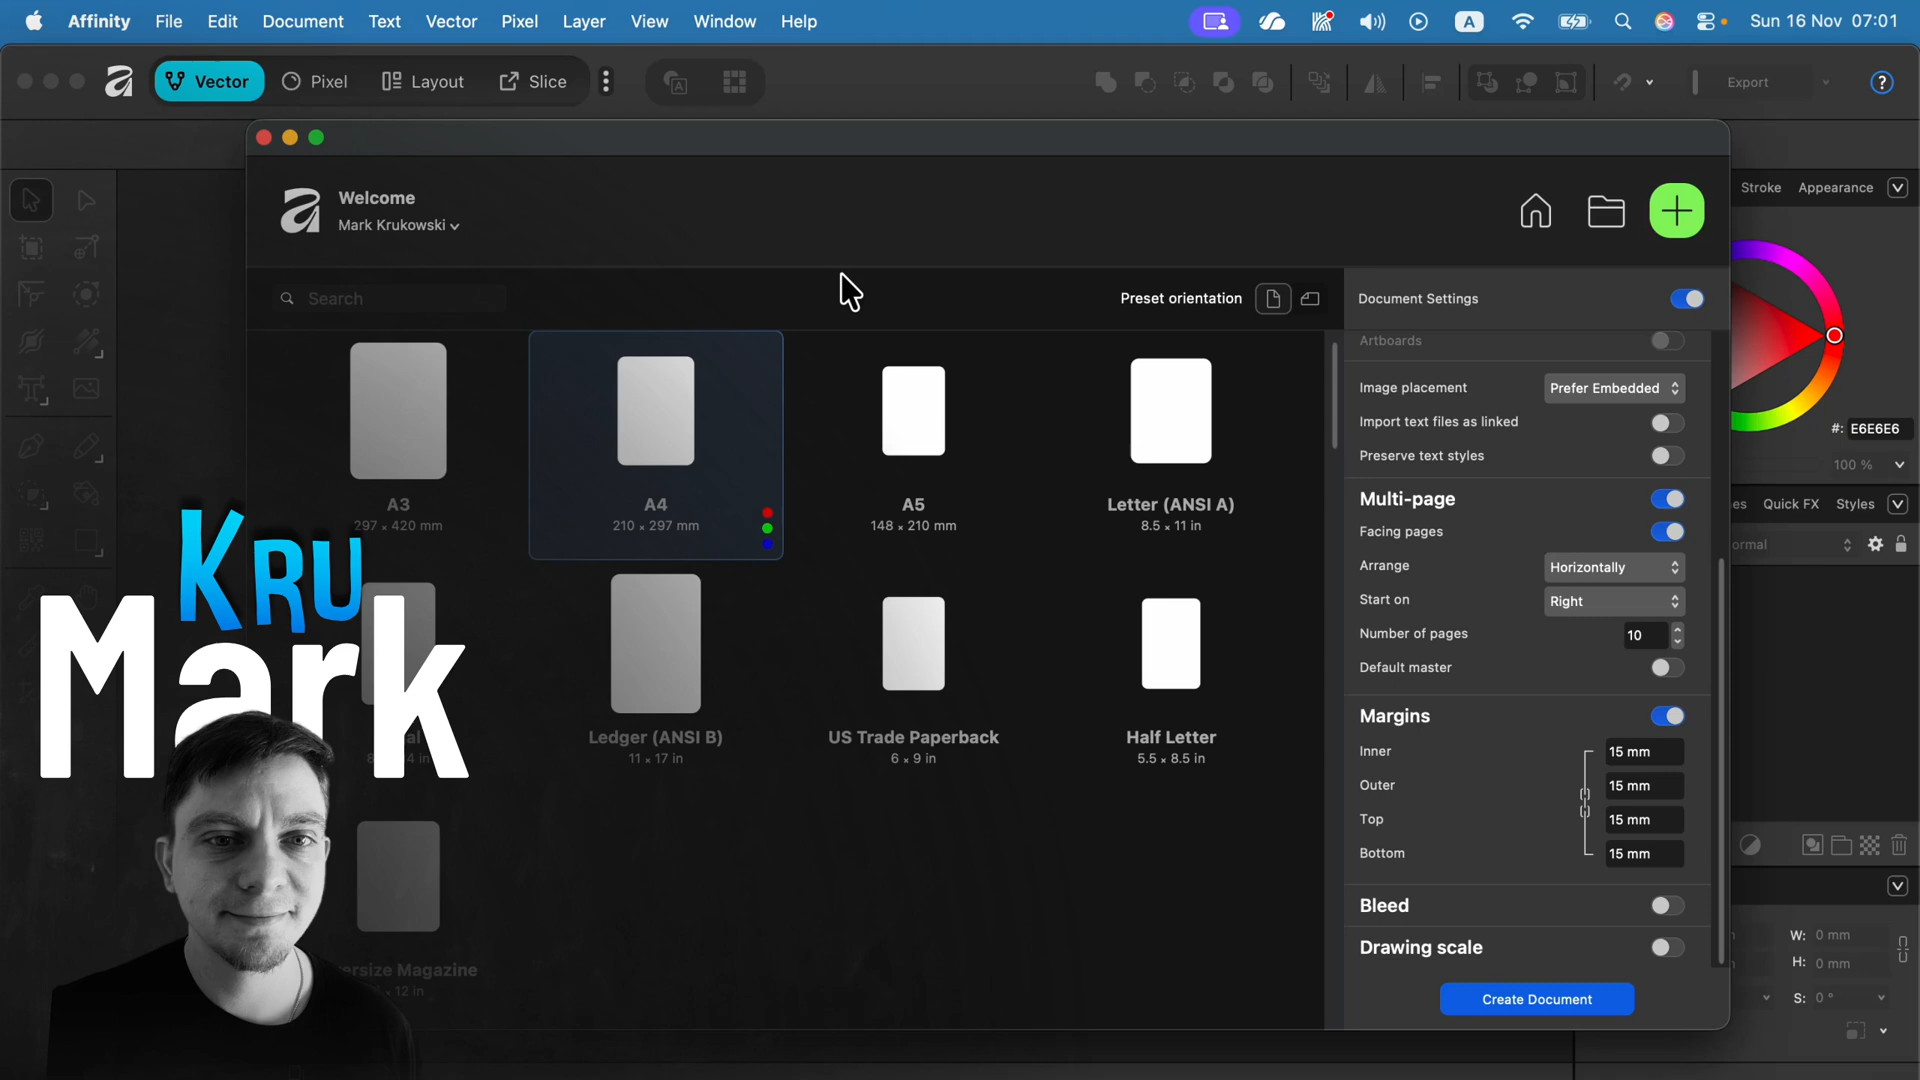 Affinity File Edit Document Text Vector Pixel Layer View Window Help A Sun 16 Nov 07:01
Vector Pixel Layout Slice Export ?
Welcome
Mark Krukowski
Stroke Appearance
Search
Preset orientation
Document Settings
Artboards
Image placement Prefer Embedded
Import text files as linked
Preserve text styles
#: E6E6E6
100 %
A3
297 × 420 mm
A4
210 × 297 mm
A5
148 × 210 mm
Letter (ANSI A)
8.5 × 11 in
Multi-page
Facing pages
Arrange Horizontally
Start on Right
Number of pages 10
Default master
Quick FX Styles
Kru
Mark
Ledger (ANSI B)
11 × 17 in
US Trade Paperback
6 × 9 in
Half Letter
5.5 × 8.5 in
Margins
Inner 15 mm
Outer 15 mm
Top 15 mm
Bottom 15 mm
Bleed
Drawing scale
Create Document
ersize Magazine
12 in
W: 0 mm
H: 0 mm
S: 0 °